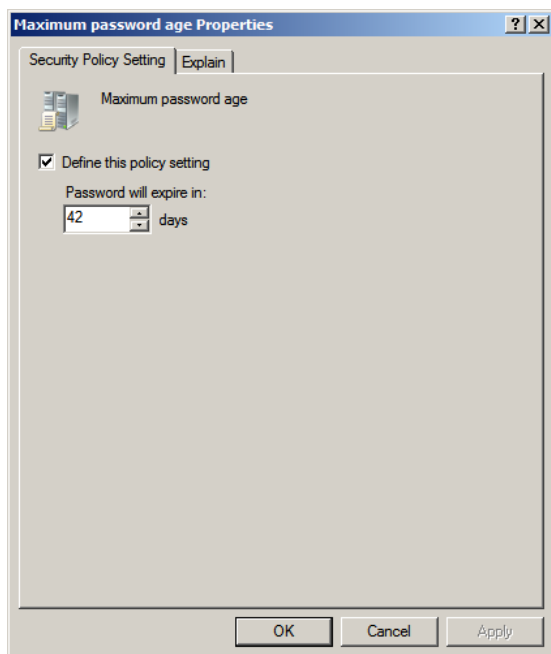 Maximum password age Properties
Security Policy Setting Explain
Maximum password age
Define this policy setting
Password will expire in:
42 days
OK Cancel Apply